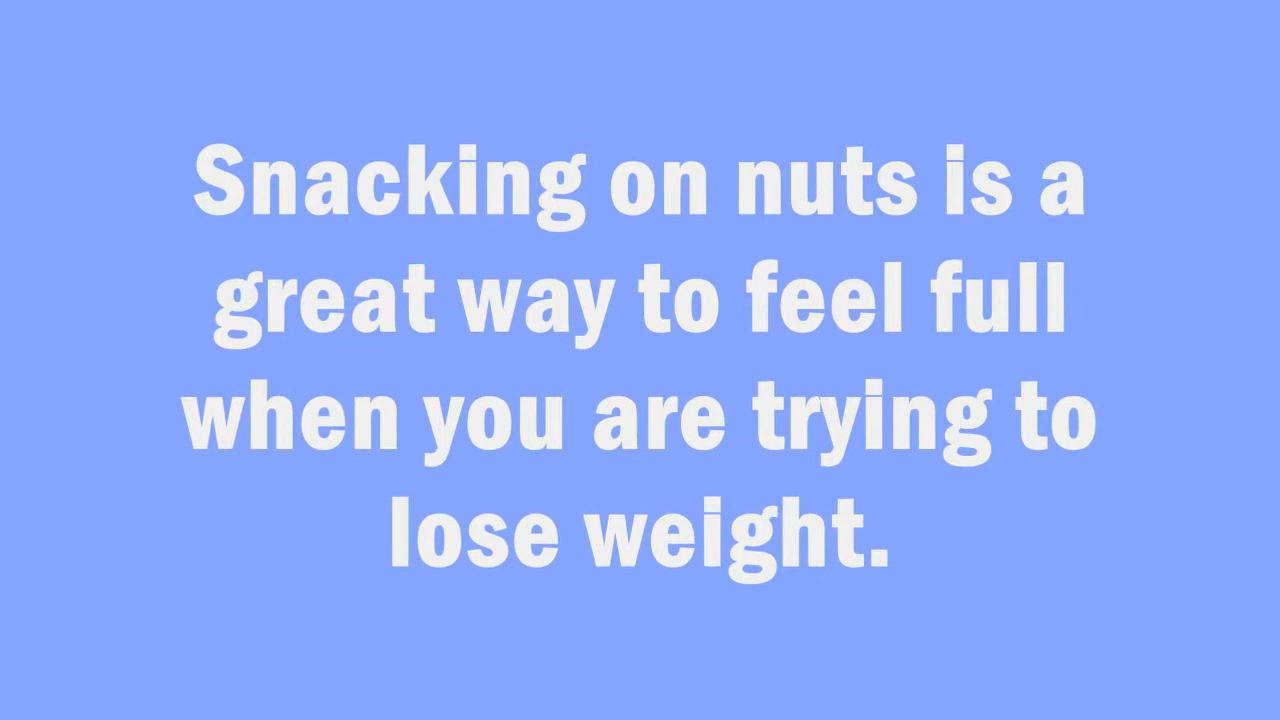 Snacking on nuts is a
great way to feel full
when you are trying to
lose weight.